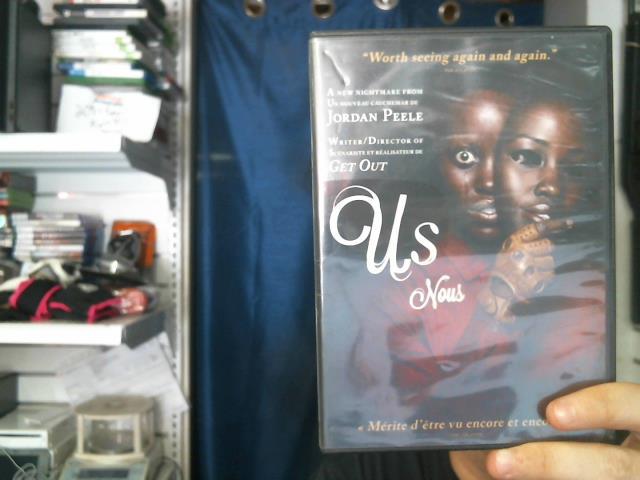 "Worth seeing again and again."
A new nightmare from
Un nouveau cauchemar de
Jordan Peele
Writer/Director of
Scénariste et réalisateur de
Get Out
Us
Nous
« Mérite d'être vu encore et